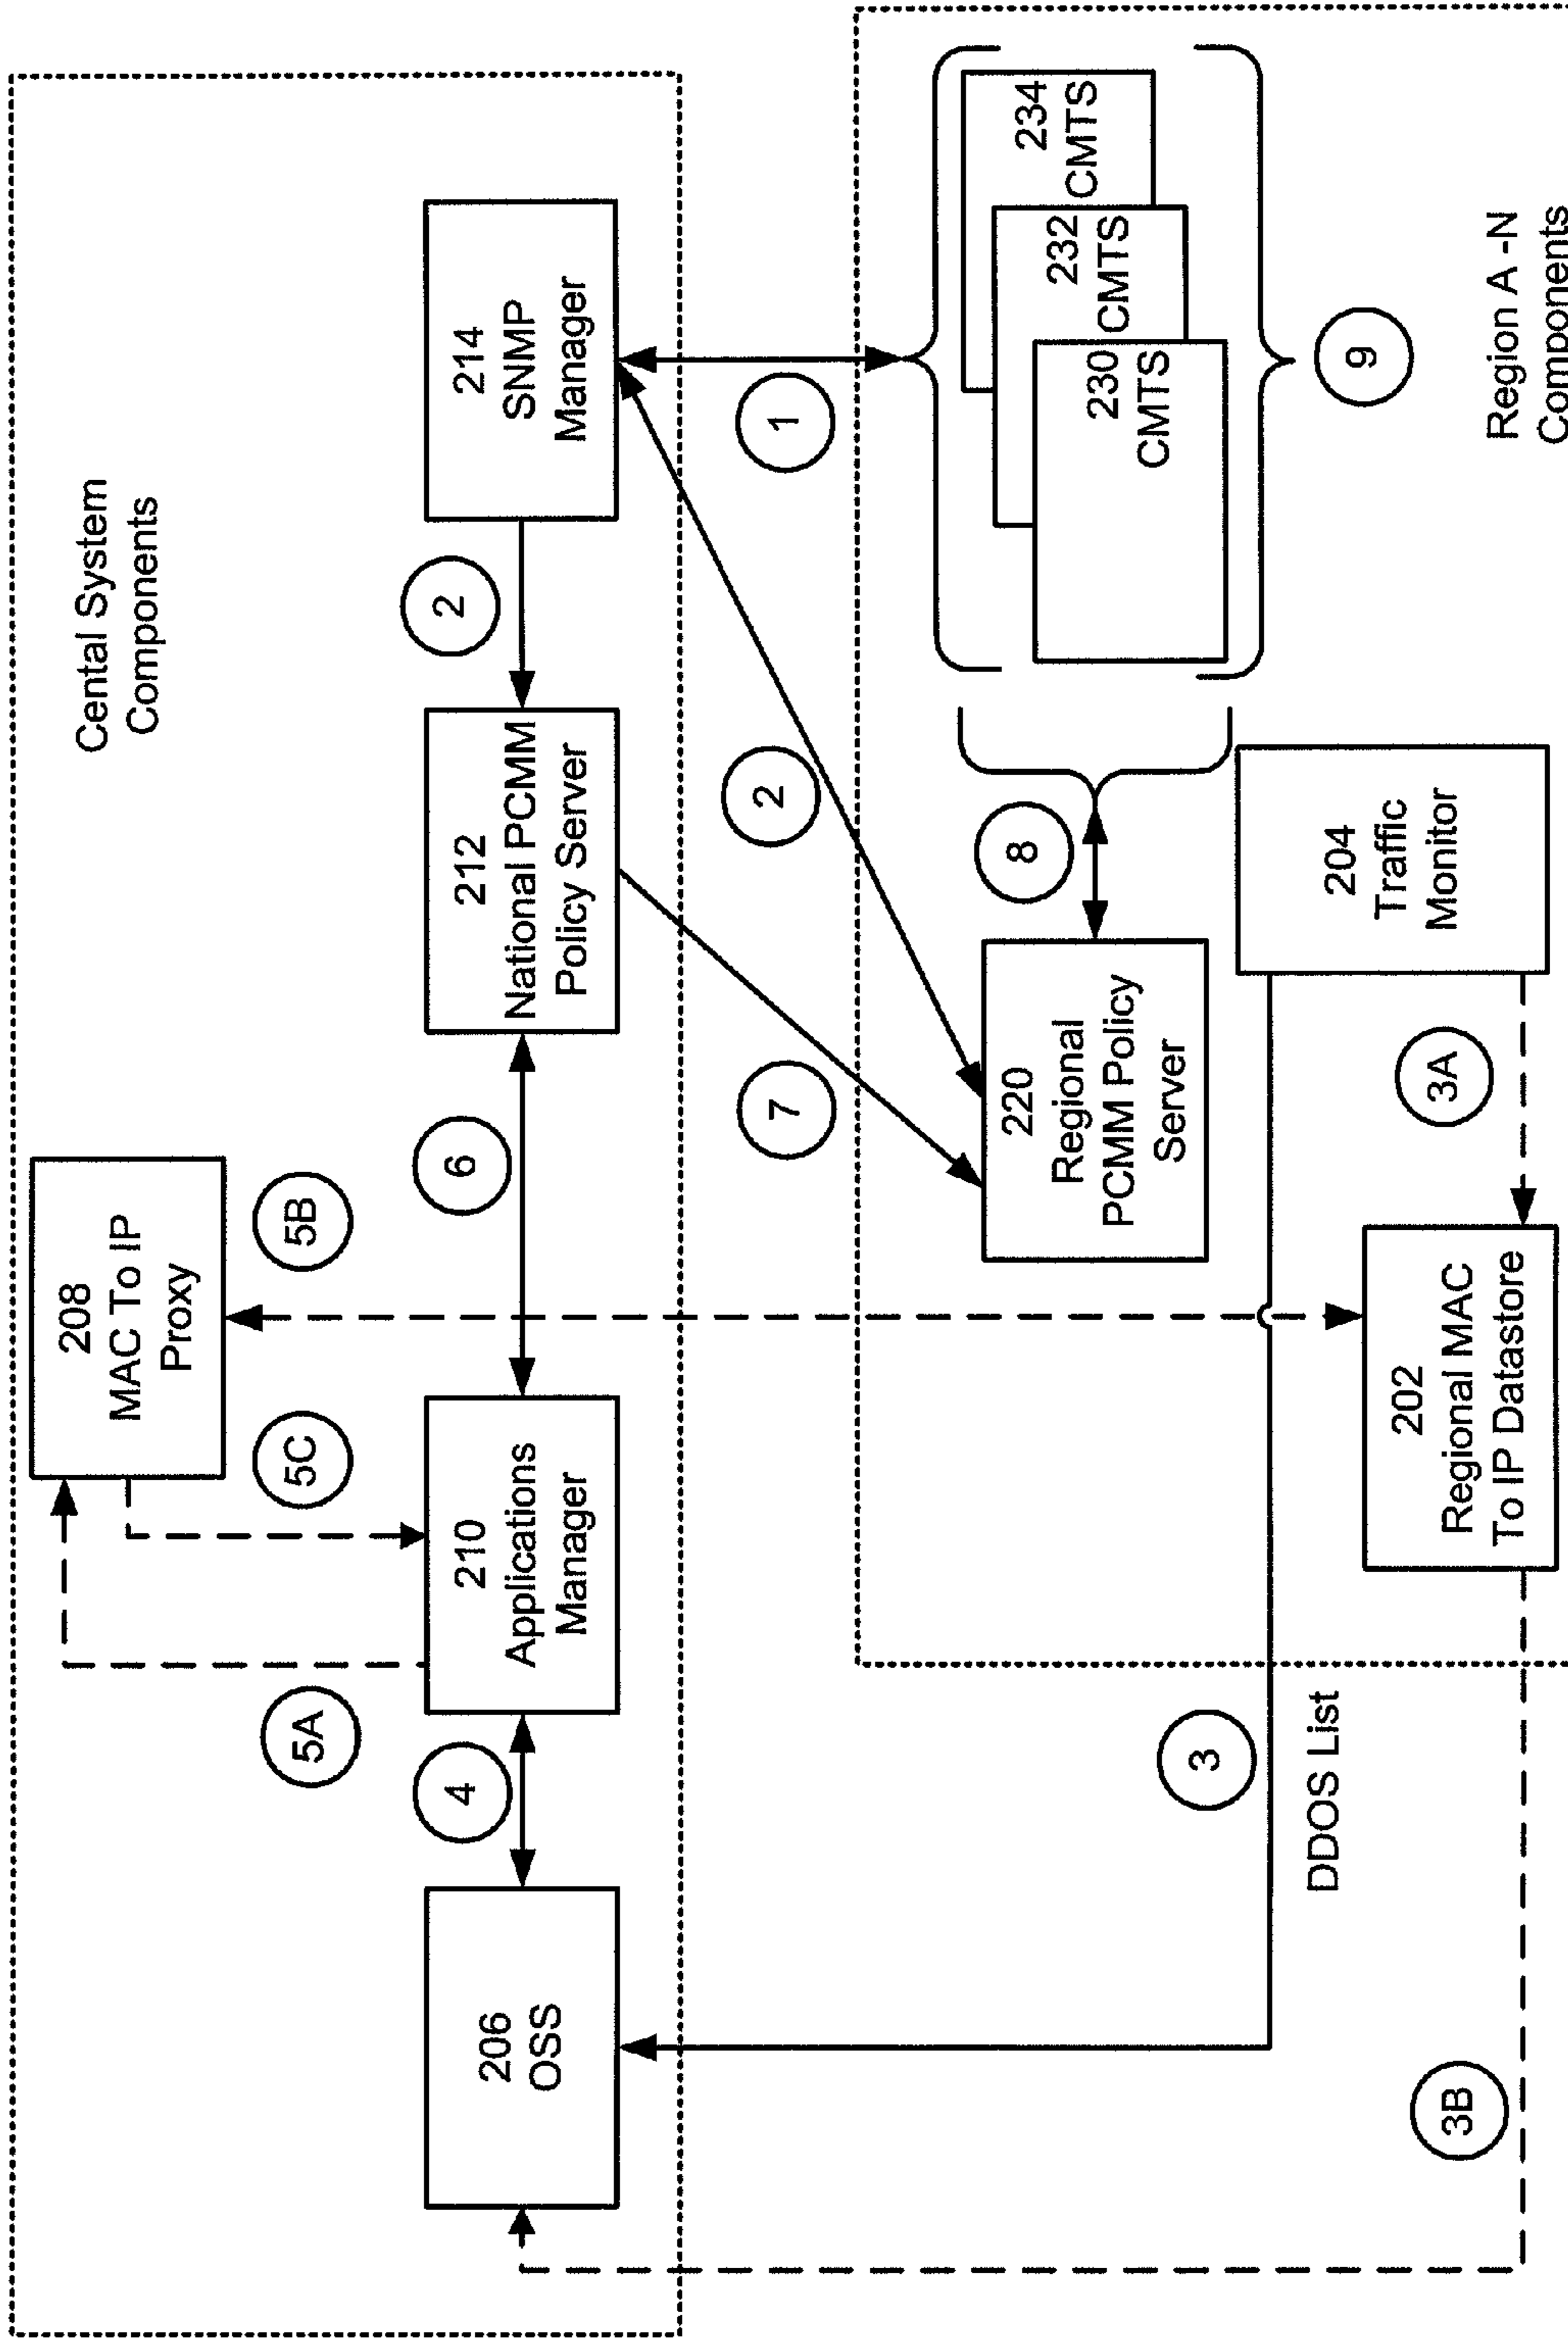 Cental System
Components
208
MAC To IP
Proxy
5A
5C
5B
206
OSS
4
210
Applications
Manager
6
212
National PCMM
Policy Server
2
214
SNMP
Manager
7
2
1
3
DDOS List
220
Regional
PCMM Policy
Server
8
230
CMTS
232
CMTS
234
CMTS
9
204
Traffic
Monitor
3A
202
Regional MAC
To IP Datastore
3B
Region A -N
Components